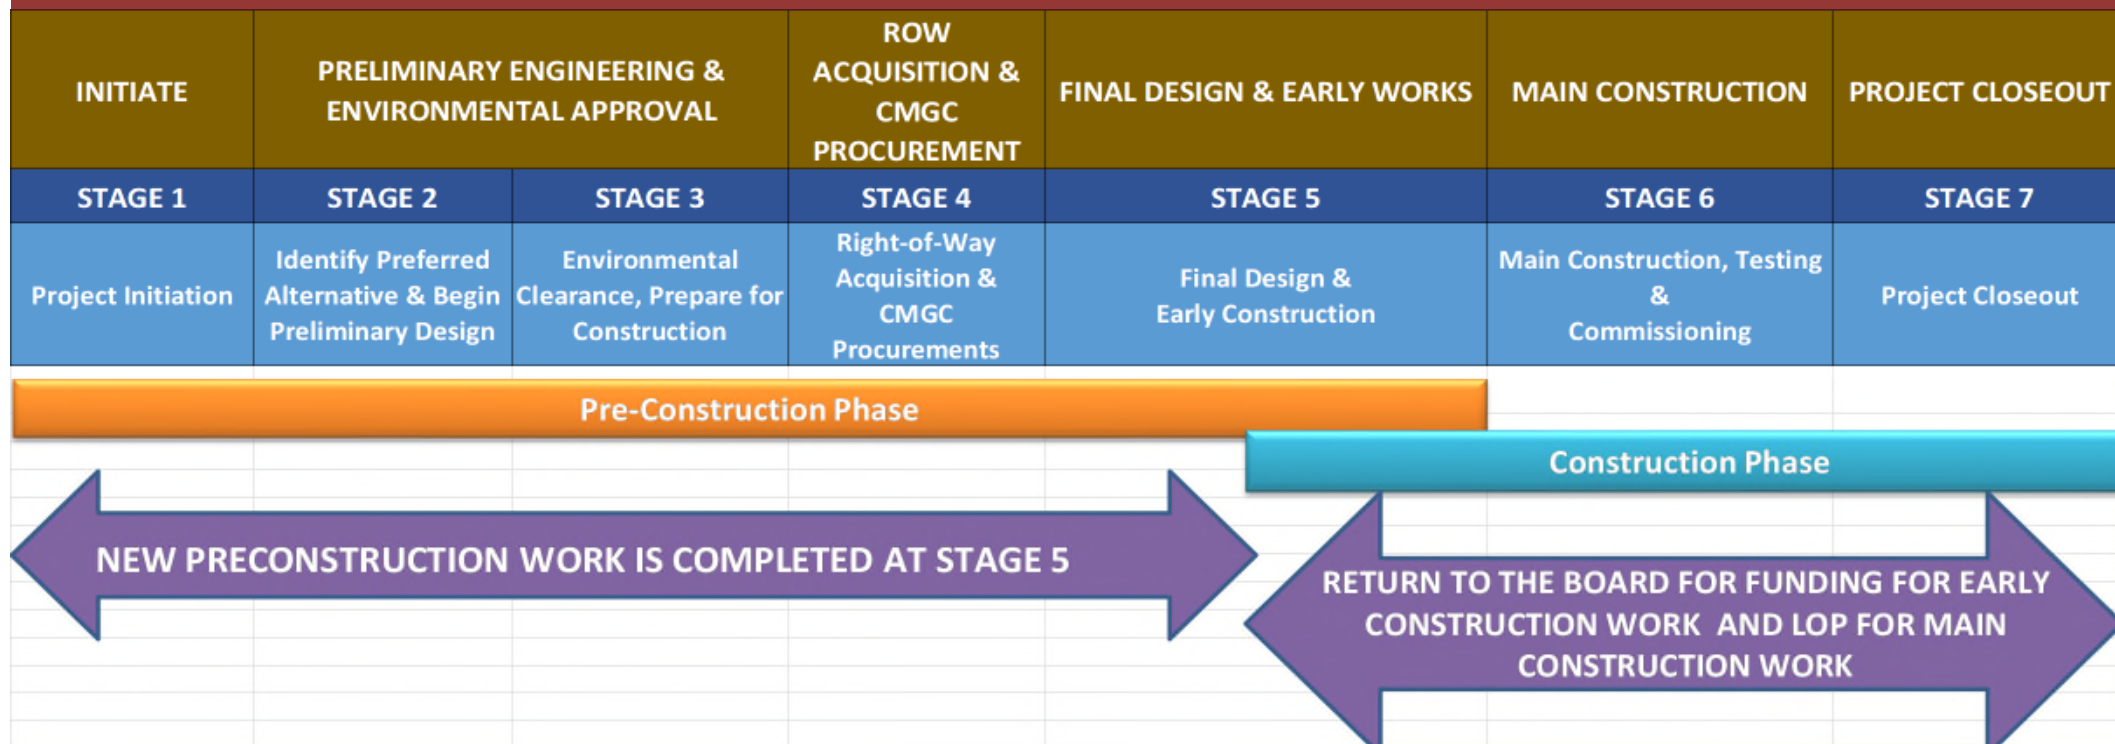 INITIATE
PRELIMINARY ENGINEERING &
ENVIRONMENTAL APPROVAL
ROW
ACQUISITION &
CMGC
PROCUREMENT
FINAL DESIGN & EARLY WORKS
MAIN CONSTRUCTION
PROJECT CLOSEOUT
STAGE 1
STAGE 2
STAGE 3
STAGE 4
STAGE 5
STAGE 6
STAGE 7
Project Initiation
Identify Preferred
Alternative & Begin
Preliminary Design
Environmental
Clearance, Prepare for
Construction
Right-of-Way
Acquisition &
CMGC
Procurements
Final Design &
Early Construction
Main Construction, Testing
&
Commissioning
Project Closeout
Pre-Construction Phase
Construction Phase
NEW PRECONSTRUCTION WORK IS COMPLETED AT STAGE 5
RETURN TO THE BOARD FOR FUNDING FOR EARLY
CONSTRUCTION WORK AND LOP FOR MAIN
CONSTRUCTION WORK